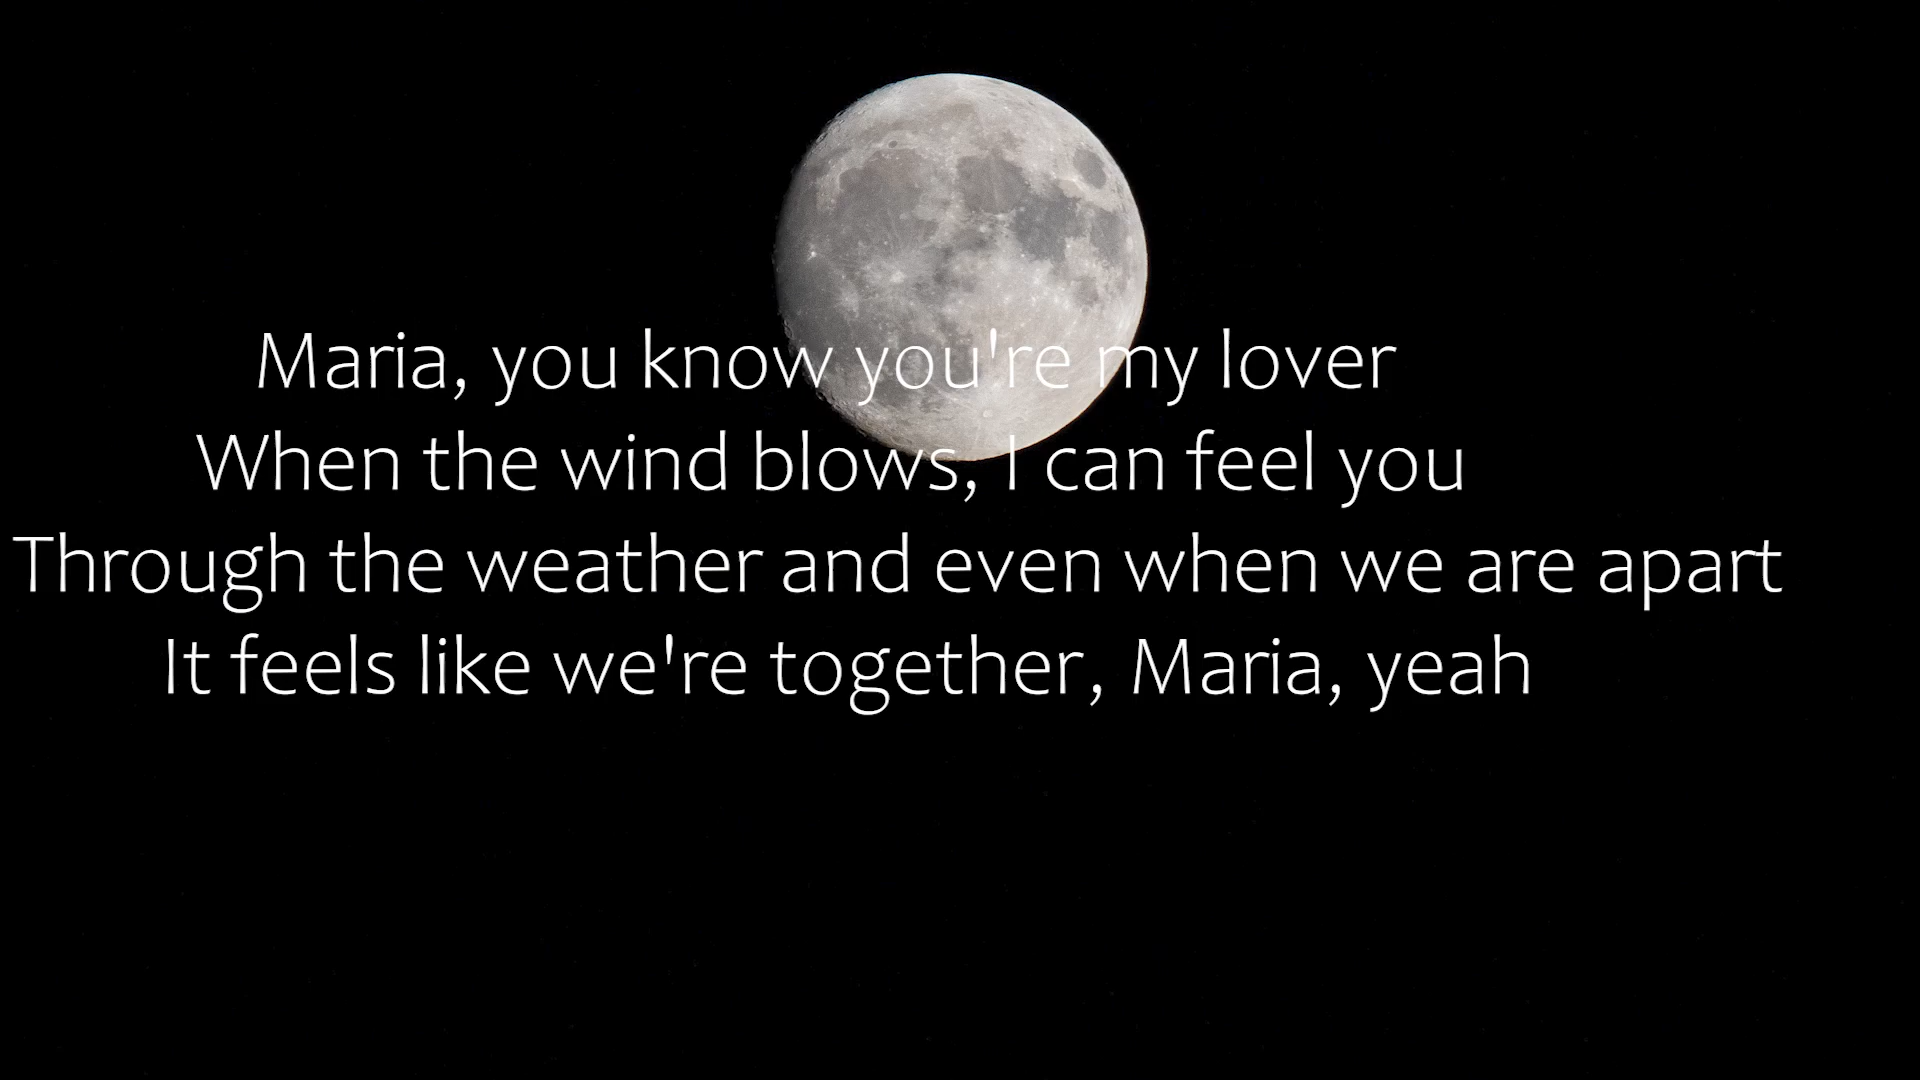 Maria, you know you're my lover
When the wind blows, I can feel you
Through the weather and even when we are apart
It feels like we're together, Maria, yeah